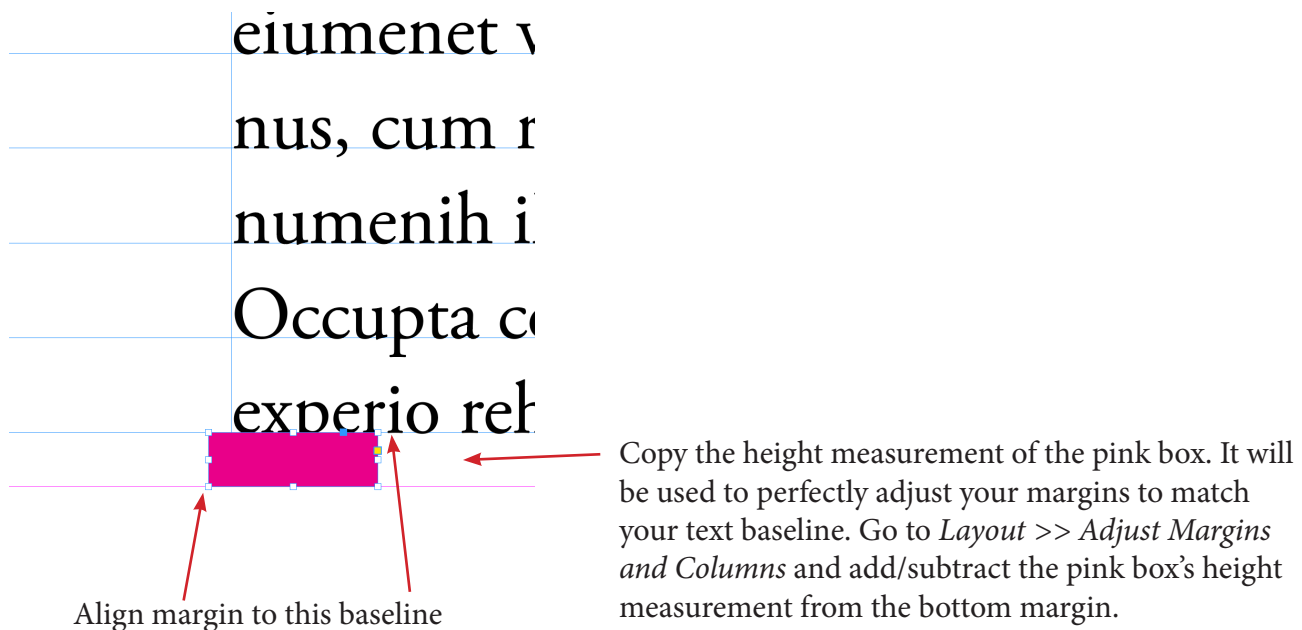 eiumenet
nus, cum
numenih
Occupta
experio
Copy the height measurement of the pink box. It will
be used to perfectly adjust your margins to match
your text baseline. Go to Layout >> Adjust Margins
and Columns and add/subtract the pink box's height
measurement from the bottom margin.
Align margin to this baseline